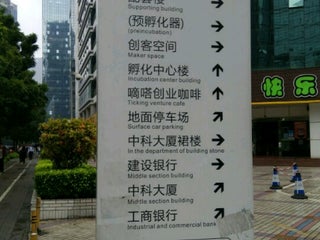 Supporting building
(预孵化器)
(preincubation)
创客空间
Maker space
孵化中心楼
Incubation center building
嘀嗒创业咖啡
Ticking venture cafe
地面停车场
Surface car parking
中科大厦裙楼
In the department of building stone
建设银行
Middle section building
中科大厦
Middle section building
工商银行
Industrial and commercial bank
快乐